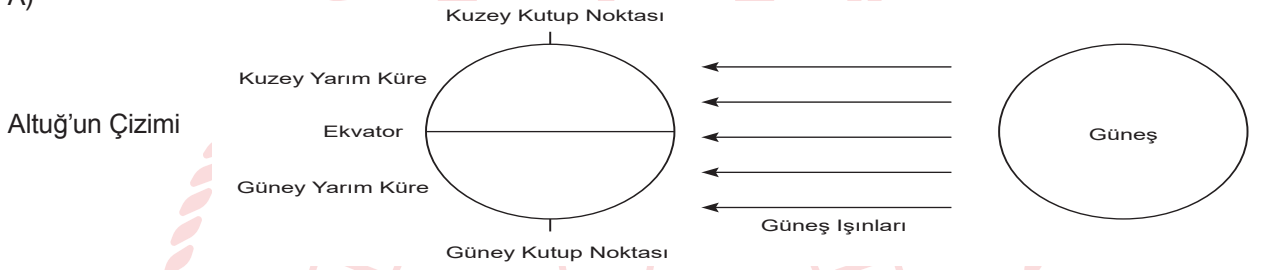 A)
Kuzey Kutup Noktası
Kuzey Yarım Küre
Altuğ'un Çizimi
Ekvator
Güneş
Güney Yarım Küre
Güneş Işınları
Güney Kutup Noktası